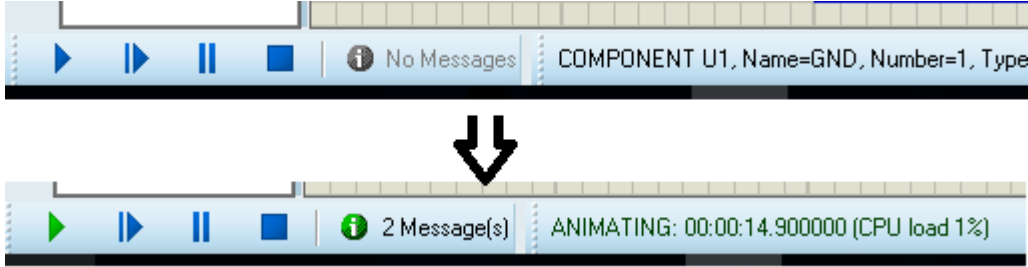 No Messages COMPONENT U1, Name=GND, Number=1, Type
2 Message(s) ANIMATING: 00:00:14.900000 (CPU load 1%)